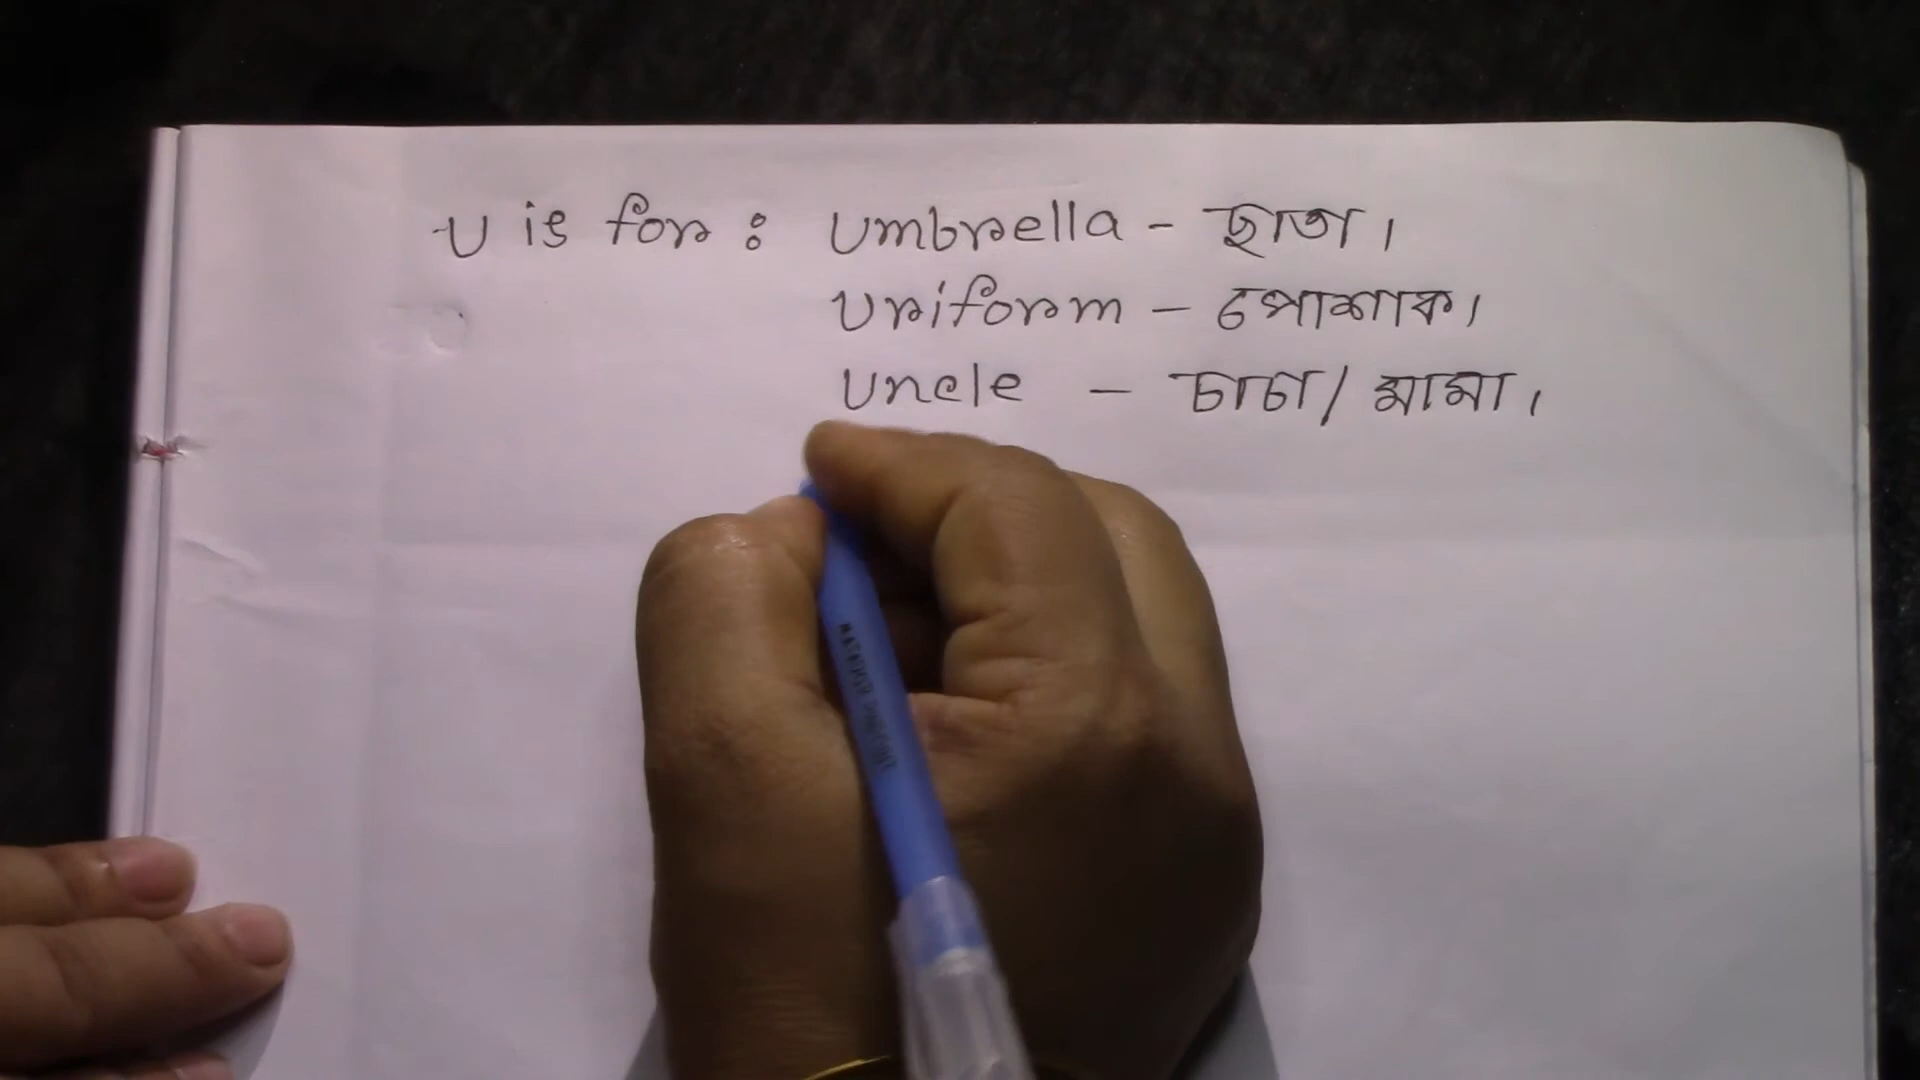 U is for : Umbrella - ছাতা।
Uniform - পোশাক।
Uncle - চাচা/ মামা।